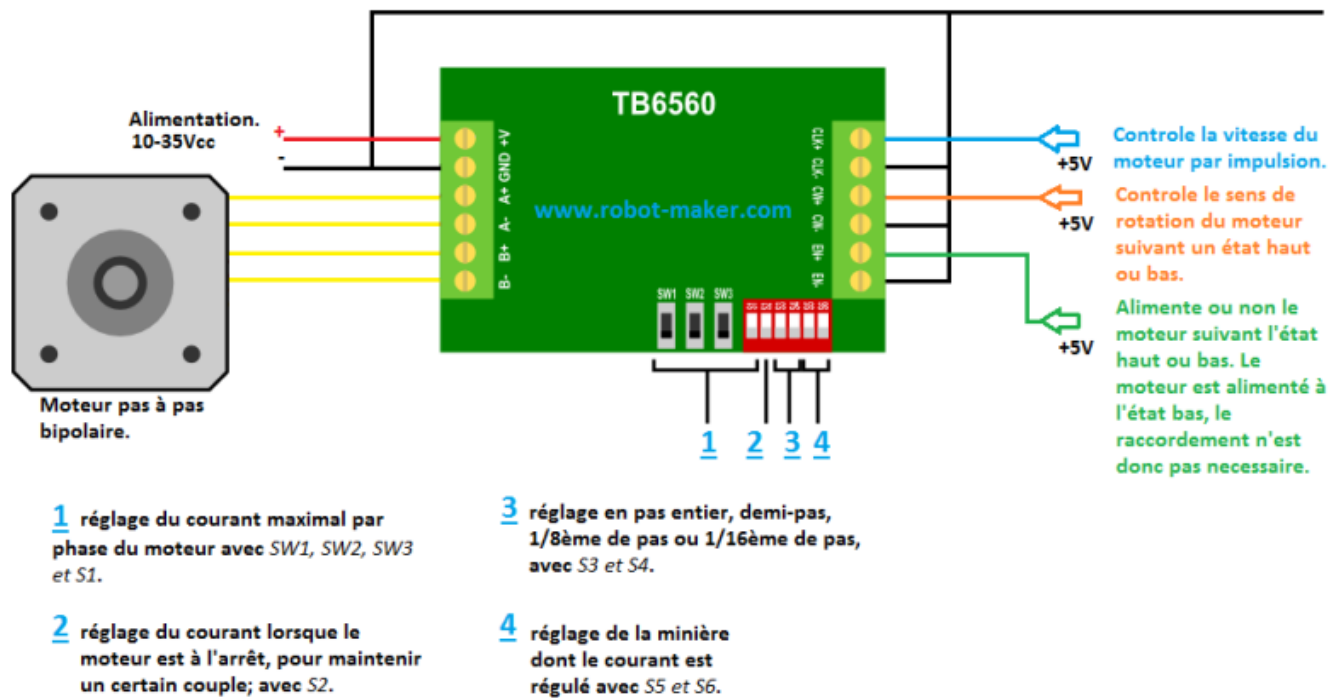 TB6560
www.robot-maker.com
Alimentation.
10-35Vcc
+
-
+V
GND
A+
A-
B+
B-
CLK+
CLK-
CW+
CW-
EN+
EN-
SW1
SW2
SW3
S1
S2
S3
S4
S5
S6
Moteur pas à pas
bipolaire.
+5V
Controle la vitesse du
moteur par impulsion.
+5V
Controle le sens de
rotation du moteur
suivant un état haut
ou bas.
+5V
Alimente ou non le
moteur suivant l'état
haut ou bas. Le
moteur est alimenté à
l'état bas, le
raccordement n'est
donc pas necessaire.
1
2
3
4
1 réglage du courant maximal par
phase du moteur avec SW1, SW2, SW3
et S1.
2 réglage du courant lorsque le
moteur est à l'arrêt, pour maintenir
un certain couple; avec S2.
3 réglage en pas entier, demi-pas,
1/8ème de pas ou 1/16ème de pas,
avec S3 et S4.
4 réglage de la minière
dont le courant est
régulé avec S5 et S6.